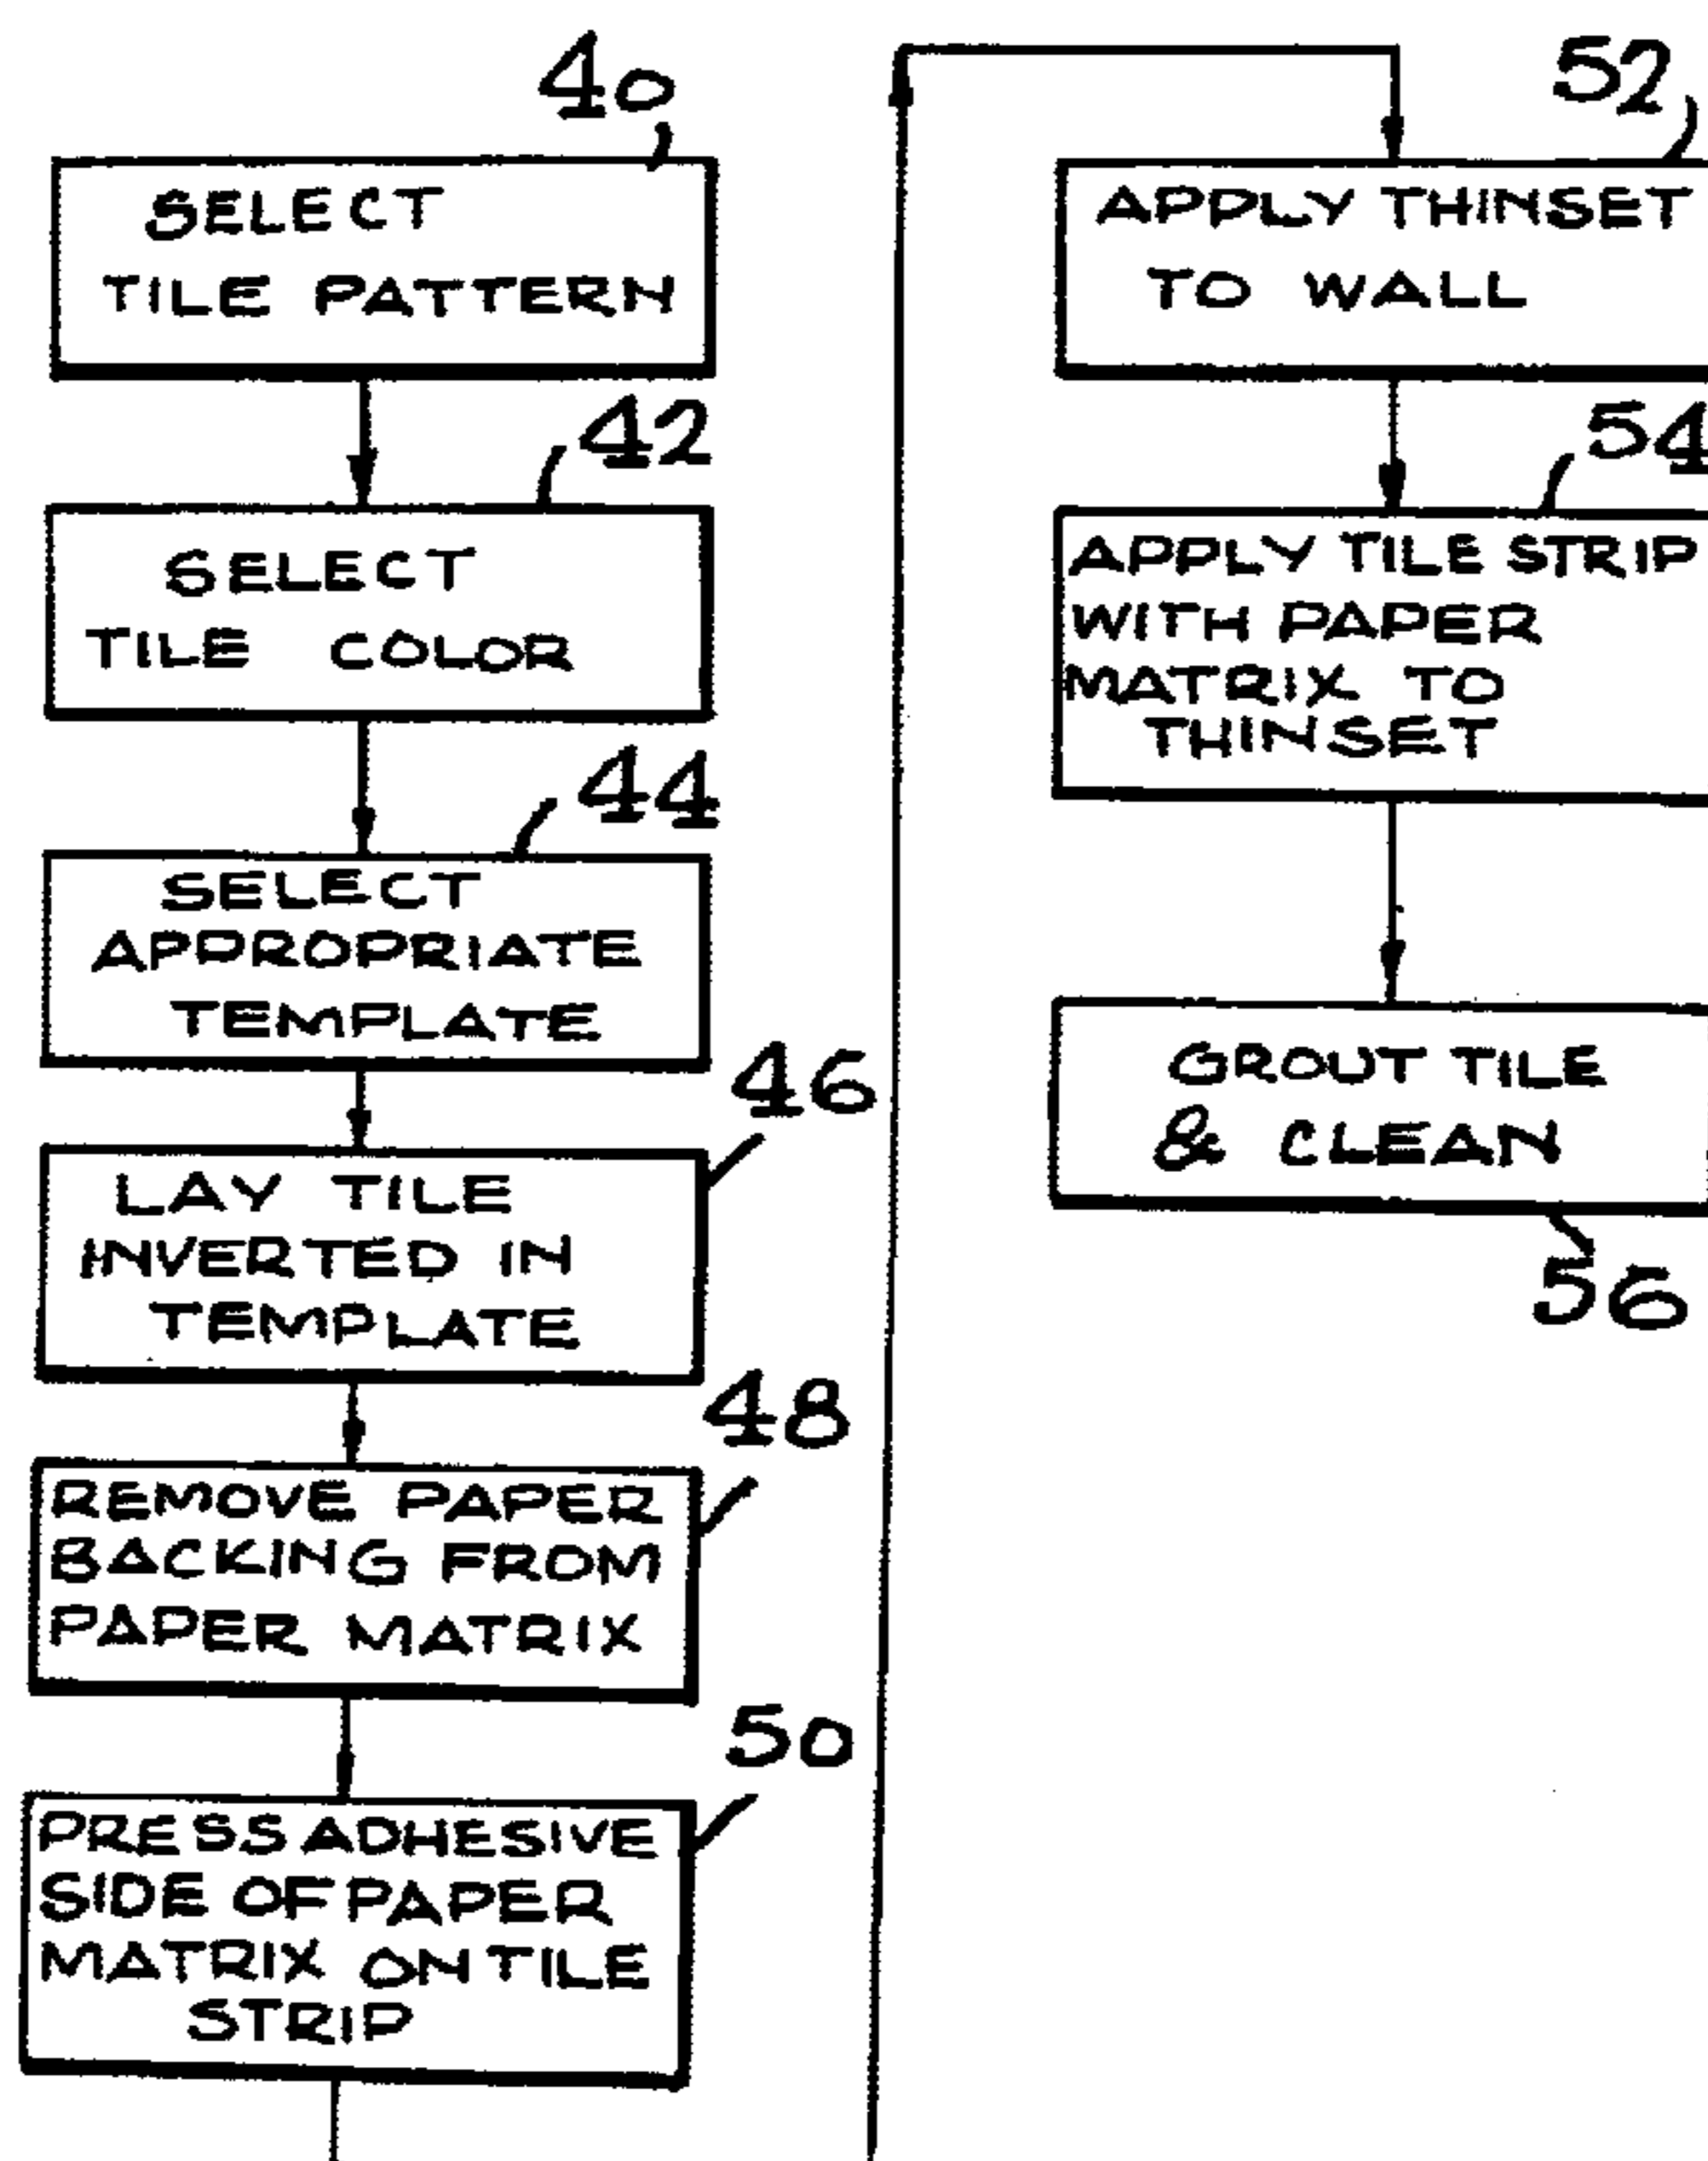 40
SELECT
TILE PATTERN
42
SELECT
TILE COLOR
44
SELECT
APPROPRIATE
TEMPLATE
46
LAY TILE
INVERTED IN
TEMPLATE
48
REMOVE PAPER
BACKING FROM
PAPER MATRIX
50
PRESS ADHESIVE
SIDE OF PAPER
MATRIX ON TILE
STRIP
52
APPLY THINSET
TO WALL
54
APPLY TILE STRIP
WITH PAPER
MATRIX TO
THINSET
GROUT TILE
& CLEAN
56